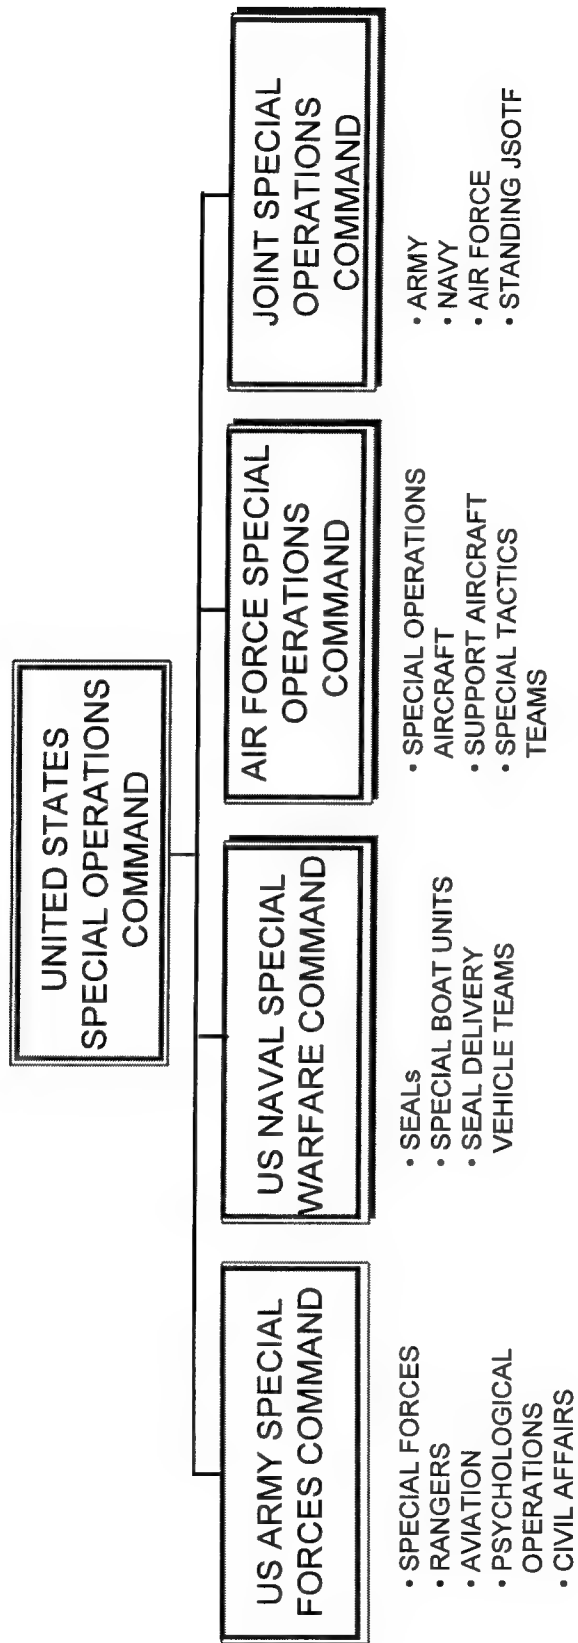 UNITED STATES
SPECIAL OPERATIONS
COMMAND
US ARMY SPECIAL
FORCES COMMAND
• SPECIAL FORCES
• RANGERS
• AVIATION
• PSYCHOLOGICAL
OPERATIONS
• CIVIL AFFAIRS
US NAVAL SPECIAL
WARFARE COMMAND
• SEALs
• SPECIAL BOAT UNITS
• SEAL DELIVERY
VEHICLE TEAMS
AIR FORCE SPECIAL
OPERATIONS
COMMAND
• SPECIAL OPERATIONS
AIRCRAFT
• SUPPORT AIRCRAFT
• SPECIAL TACTICS
TEAMS
JOINT SPECIAL
OPERATIONS
COMMAND
• ARMY
• NAVY
• AIR FORCE
• STANDING JSOTF